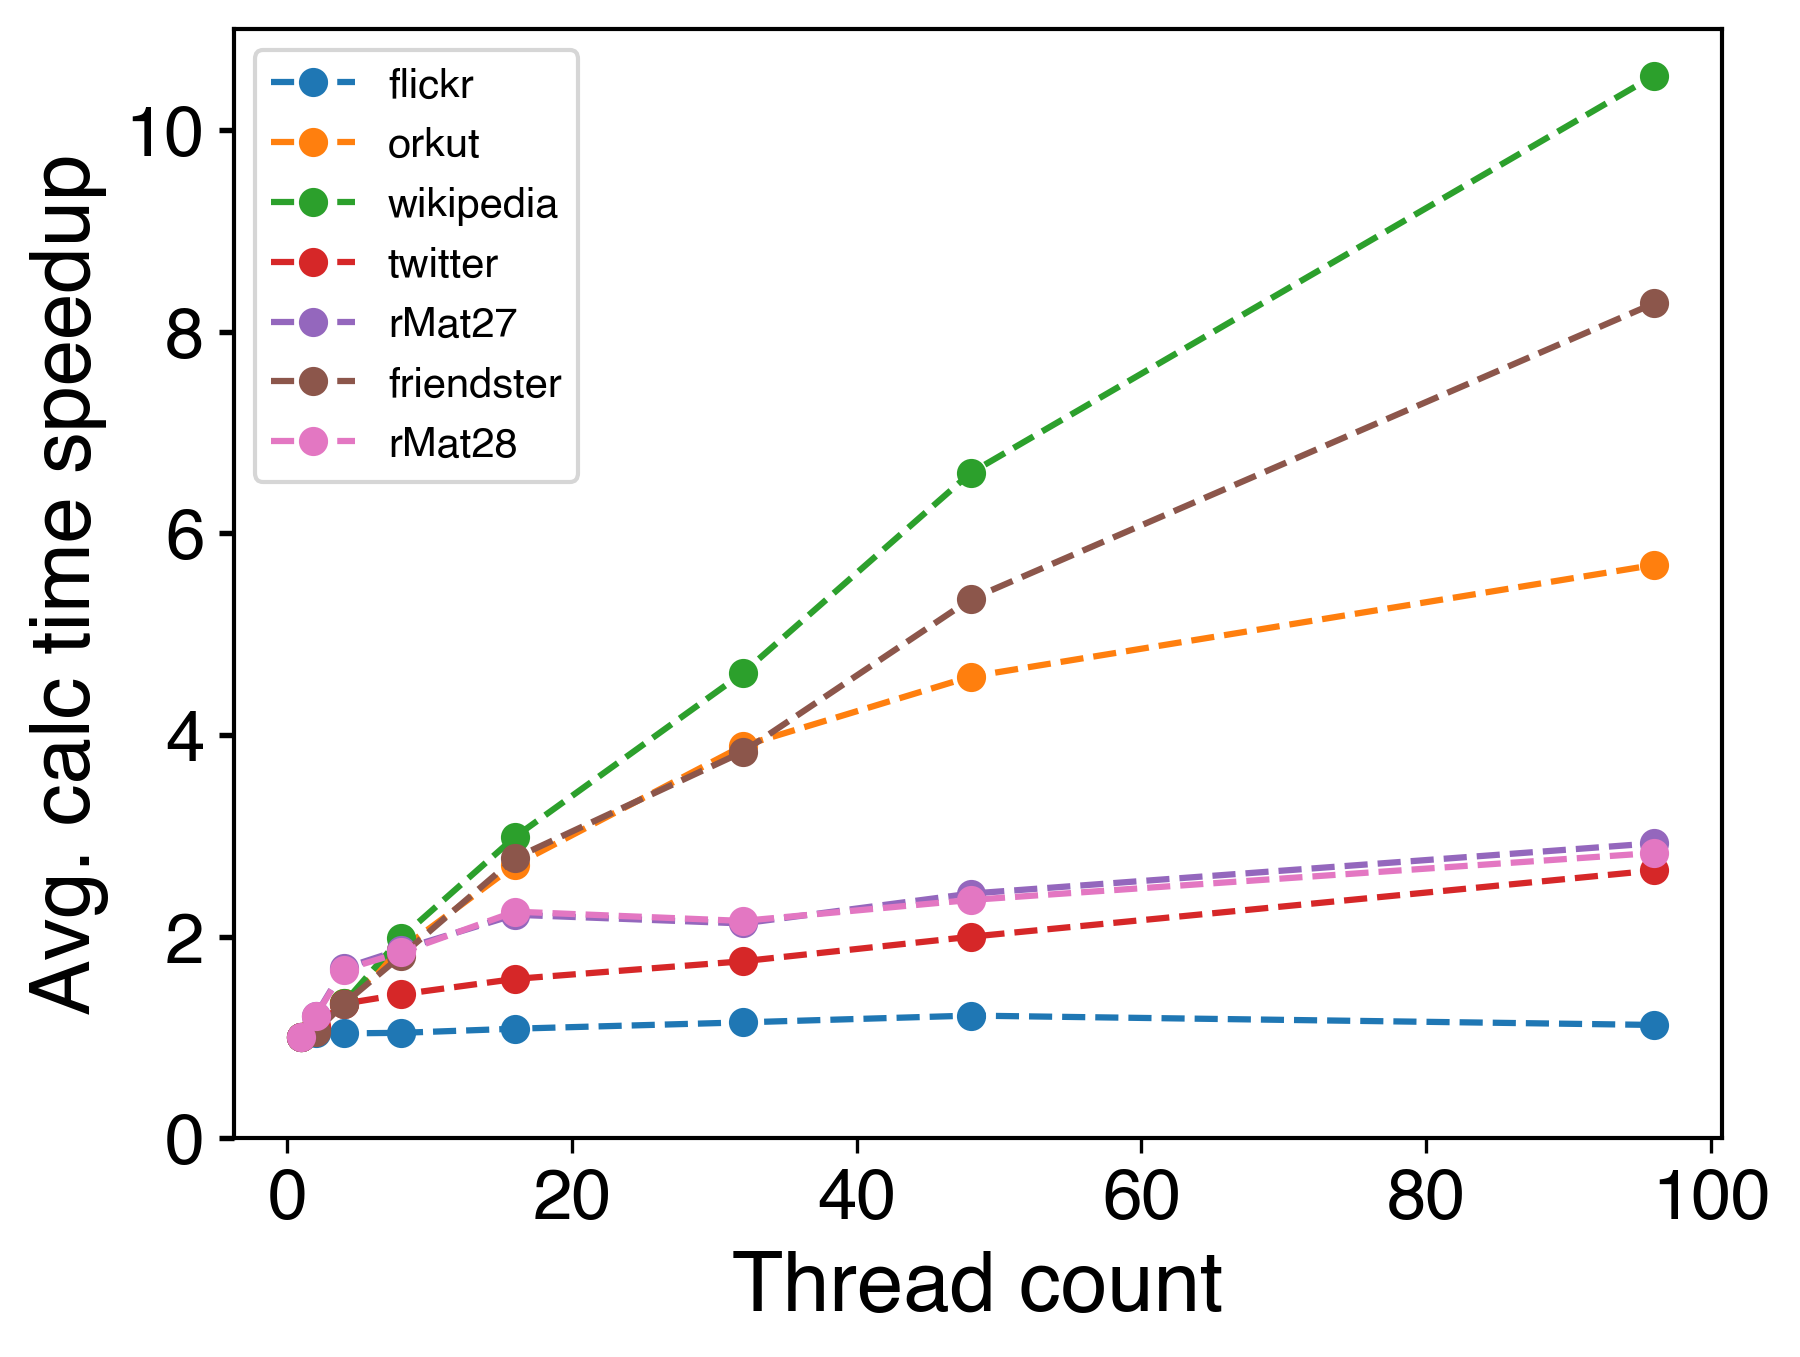 flickr
orkut
wikipedia
twitter
rMat27
friendster
rMat28
Avg. calc time speedup
10
8
6
4
2
0
0 20 40 60 80 100
Thread count